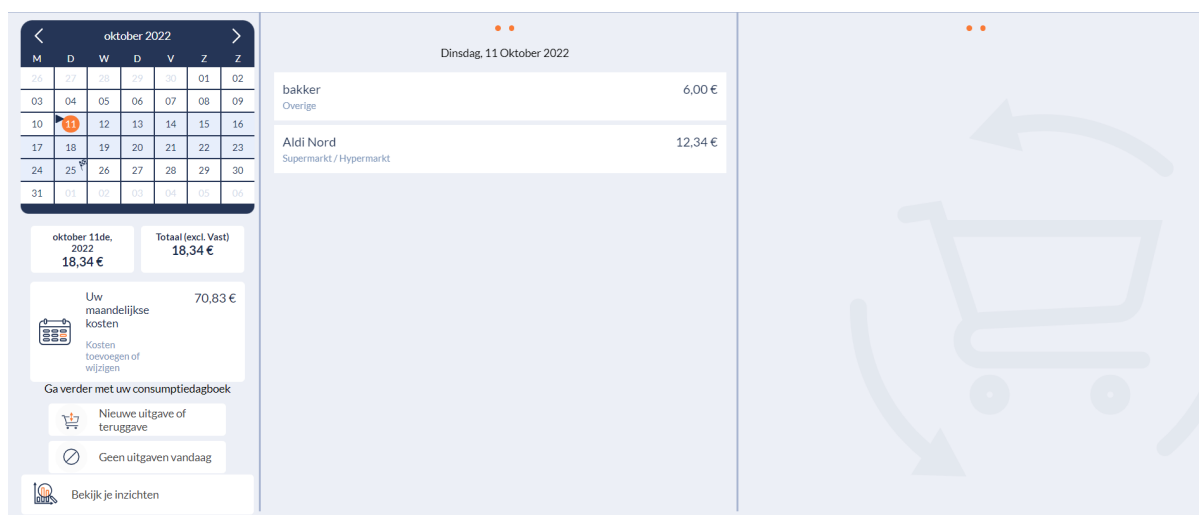 oktober 2022
M D W D V Z Z
26 27 28 29 30 01 02
03 04 05 06 07 08 09
10 11 12 13 14 15 16
17 18 19 20 21 22 23
24 25 26 27 28 29 30
31 01 02 03 04 05 06
oktober 11de,
2022
18,34 €
Totaal (excl. Vast)
18,34 €
Uw
maandelijkse
kosten
70,83 €
Kosten
toevoegen of
wijzigen
Ga verder met uw consumptiedagboek
Nieuwe uitgave of
teruggave
Geen uitgaven vandaag
Bekijk je inzichten
Dinsdag, 11 Oktober 2022
bakker 6,00 €
Overige
Aldi Nord 12,34 €
Supermarkt / Hypermarkt